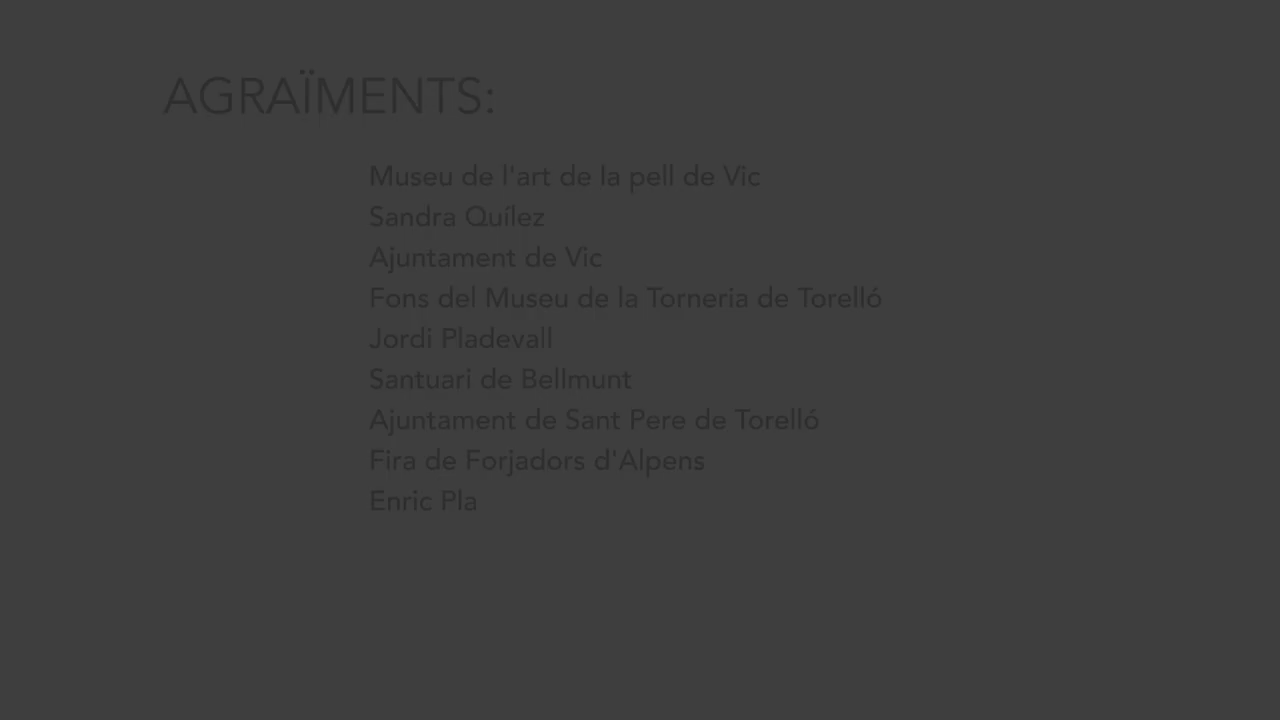 AGRAÏMENTS:
Museu de l'art de la pell de Vic
Sandra Quílez
Ajuntament de Vic
Fons del Museu de la Torneria de Torelló
Jordi Pladevall
Santuari de Bellmunt
Ajuntament de Sant Pere de Torelló
Fira de Forjadors d'Alpens
Enric Pla